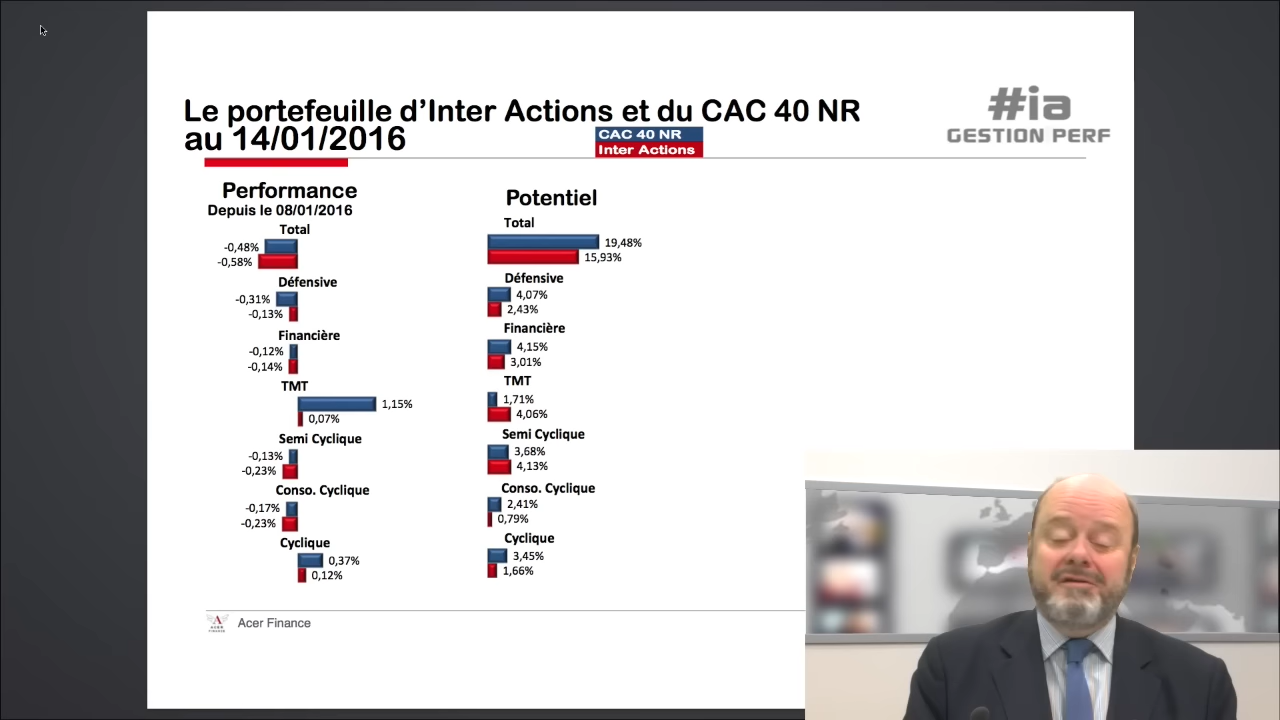 Le portefeuille d’Inter Actions et du CAC 40 NR
au 14/01/2016
CAC 40 NR
Inter Actions
#ia
GESTION PERF
Performance
Depuis le 08/01/2016
Total
-0,48%
-0,58%
Défensive
-0,31%
-0,13%
Financière
-0,12%
-0,14%
TMT
1,15%
0,07%
Semi Cyclique
-0,13%
-0,23%
Conso. Cyclique
-0,17%
-0,23%
Cyclique
0,37%
0,12%
Potentiel
Total
19,48%
15,93%
Défensive
4,07%
2,43%
Financière
4,15%
3,01%
TMT
1,71%
4,06%
Semi Cyclique
3,68%
4,13%
Conso. Cyclique
2,41%
0,79%
Cyclique
3,45%
1,66%
A
ACER
FINANCE
Acer Finance